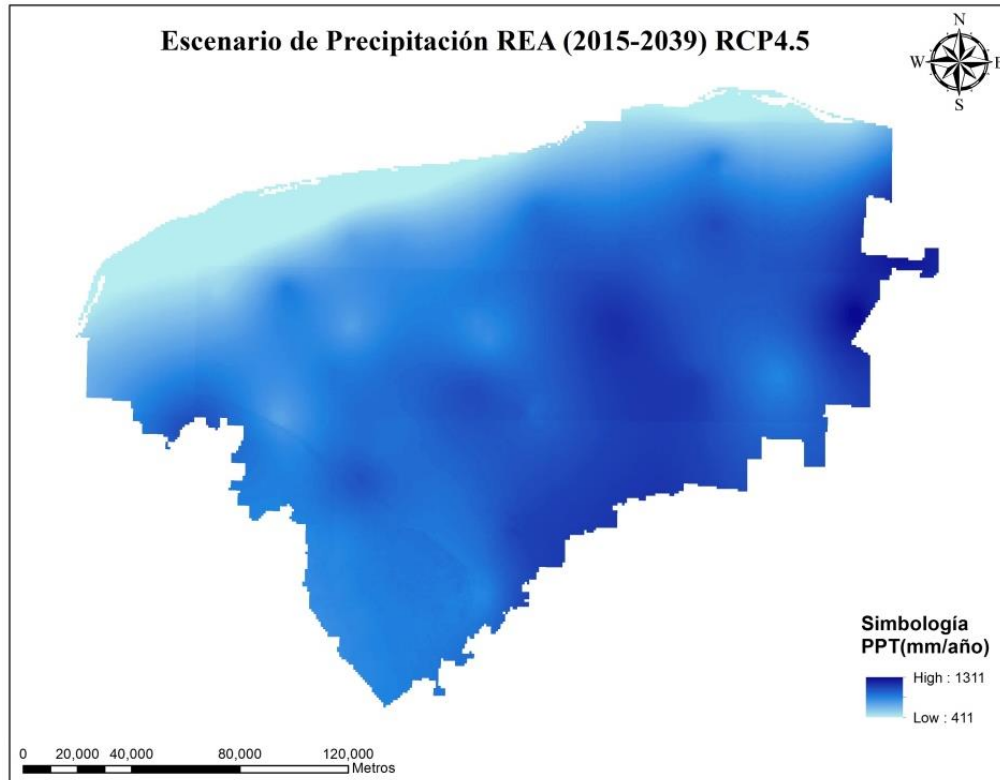 Escenario de Precipitación REA (2015-2039) RCP4.5
N
W E
S
Simbología
PPT(mm/año)
High : 1311
Low : 411
0 20,000 40,000 80,000 120,000
Metros